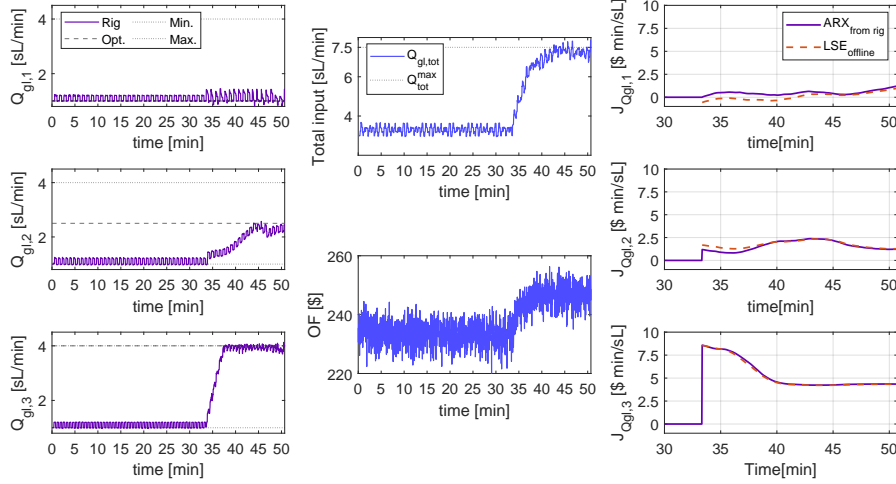 Q_gl,1 [sL/min]
4
2
Rig
Opt.
Min.
Max.
0 5 10 15 20 25 30 35 40 45 50
time [min]
Q_gl,2 [sL/min]
4
2
0 5 10 15 20 25 30 35 40 45 50
time [min]
Q_gl,3 [sL/min]
4
2
0 5 10 15 20 25 30 35 40 45 50
time [min]
Total input [sL/min]
7.5
4
Q_gl,tot
Q_tot^max
0 5 10 15 20 25 30 35 40 45 50
time [min]
OF [$]
260
240
220
0 5 10 15 20 25 30 35 40 45 50
time [min]
J_Qgl,1 [$ min/sL]
10
7.5
5
2.5
0
ARX_from rig
LSE_offline
30 35 40 45 50
time [min]
J_Qgl,2 [$ min/sL]
10
7.5
5
2.5
0
30 35 40 45 50
time [min]
J_Qgl,3 [$ min/sL]
10
7.5
5
2.5
0
30 35 40 45 50
Time[min]